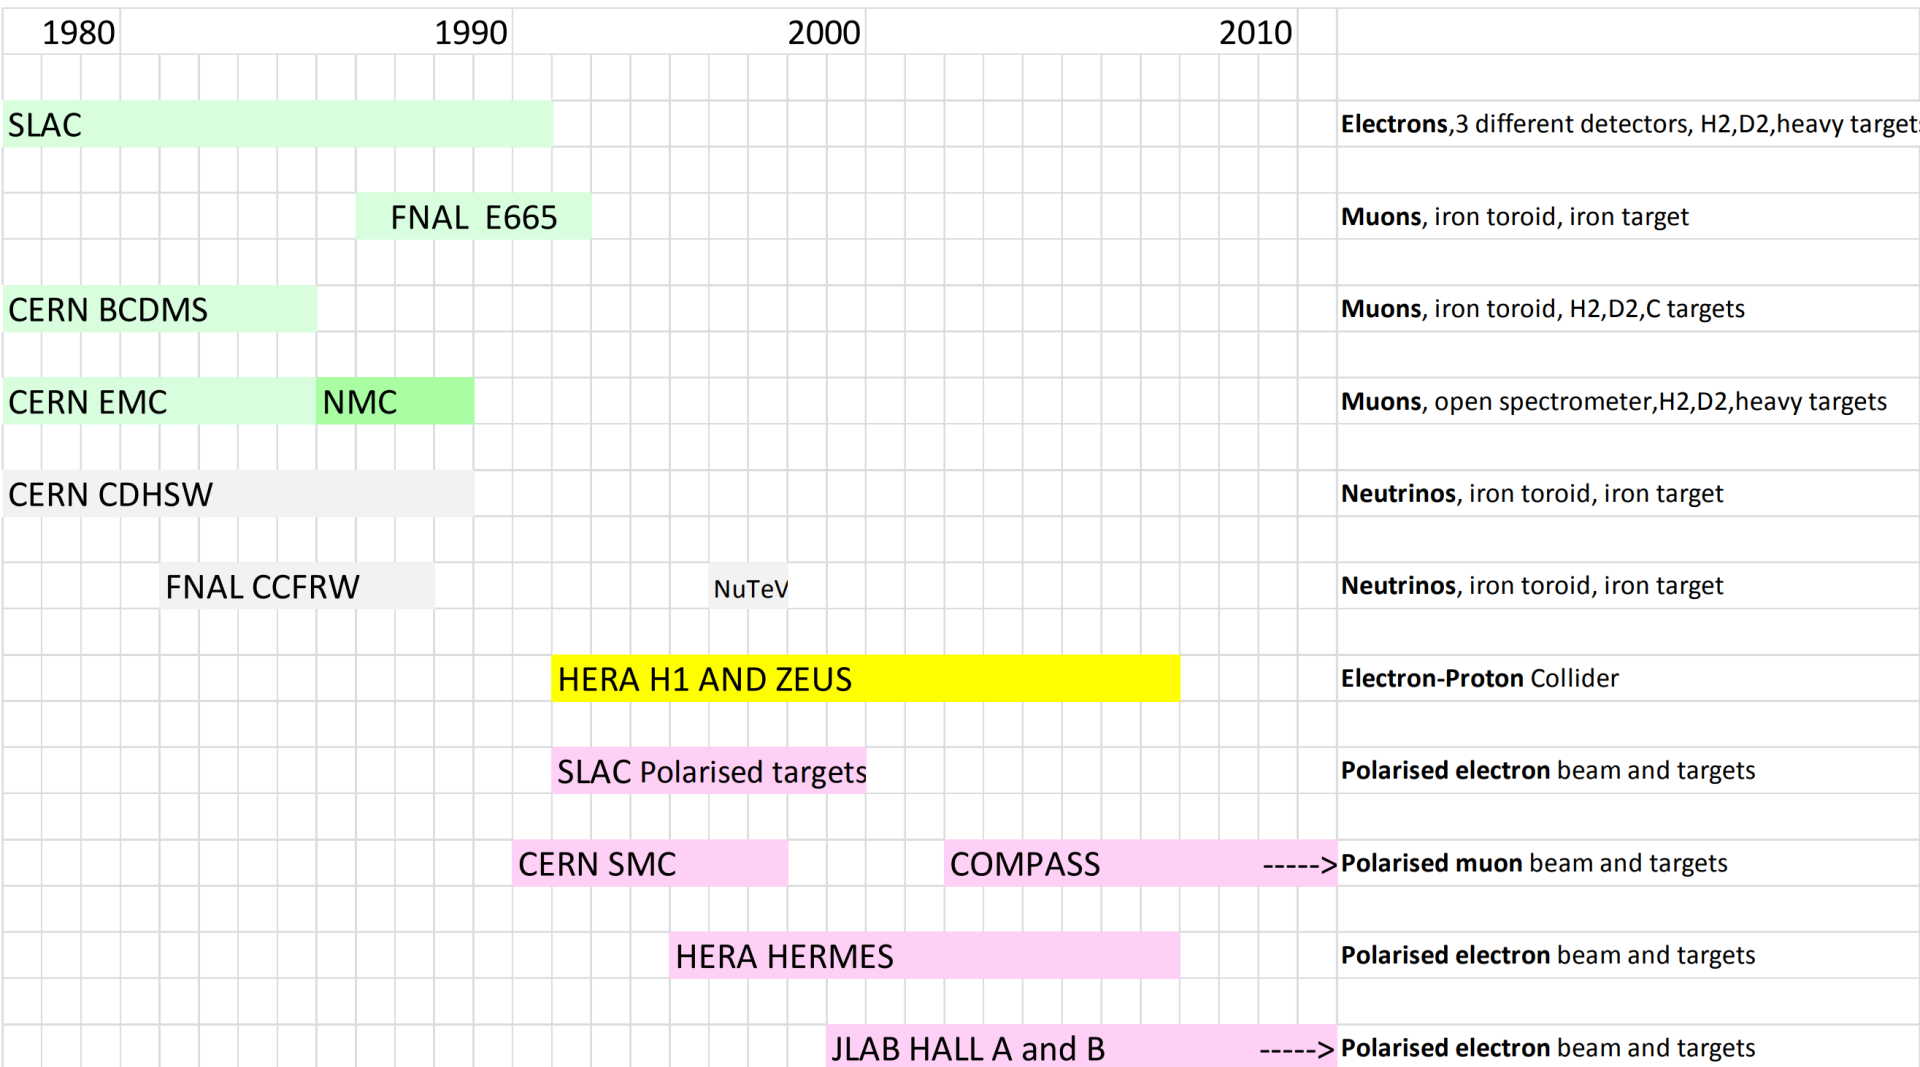 1980 1990 2000 2010
SLAC Electrons,3 different detectors, H2,D2,heavy targets
FNAL E665 Muons, iron toroid, iron target
CERN BCDMS Muons, iron toroid, H2,D2,C targets
CERN EMC NMC Muons, open spectrometer,H2,D2,heavy targets
CERN CDHSW Neutrinos, iron toroid, iron target
FNAL CCFRW NuTeV Neutrinos, iron toroid, iron target
HERA H1 AND ZEUS Electron-Proton Collider
SLAC Polarised targets Polarised electron beam and targets
CERN SMC COMPASS -----> Polarised muon beam and targets
HERA HERMES Polarised electron beam and targets
JLAB HALL A and B -----> Polarised electron beam and targets